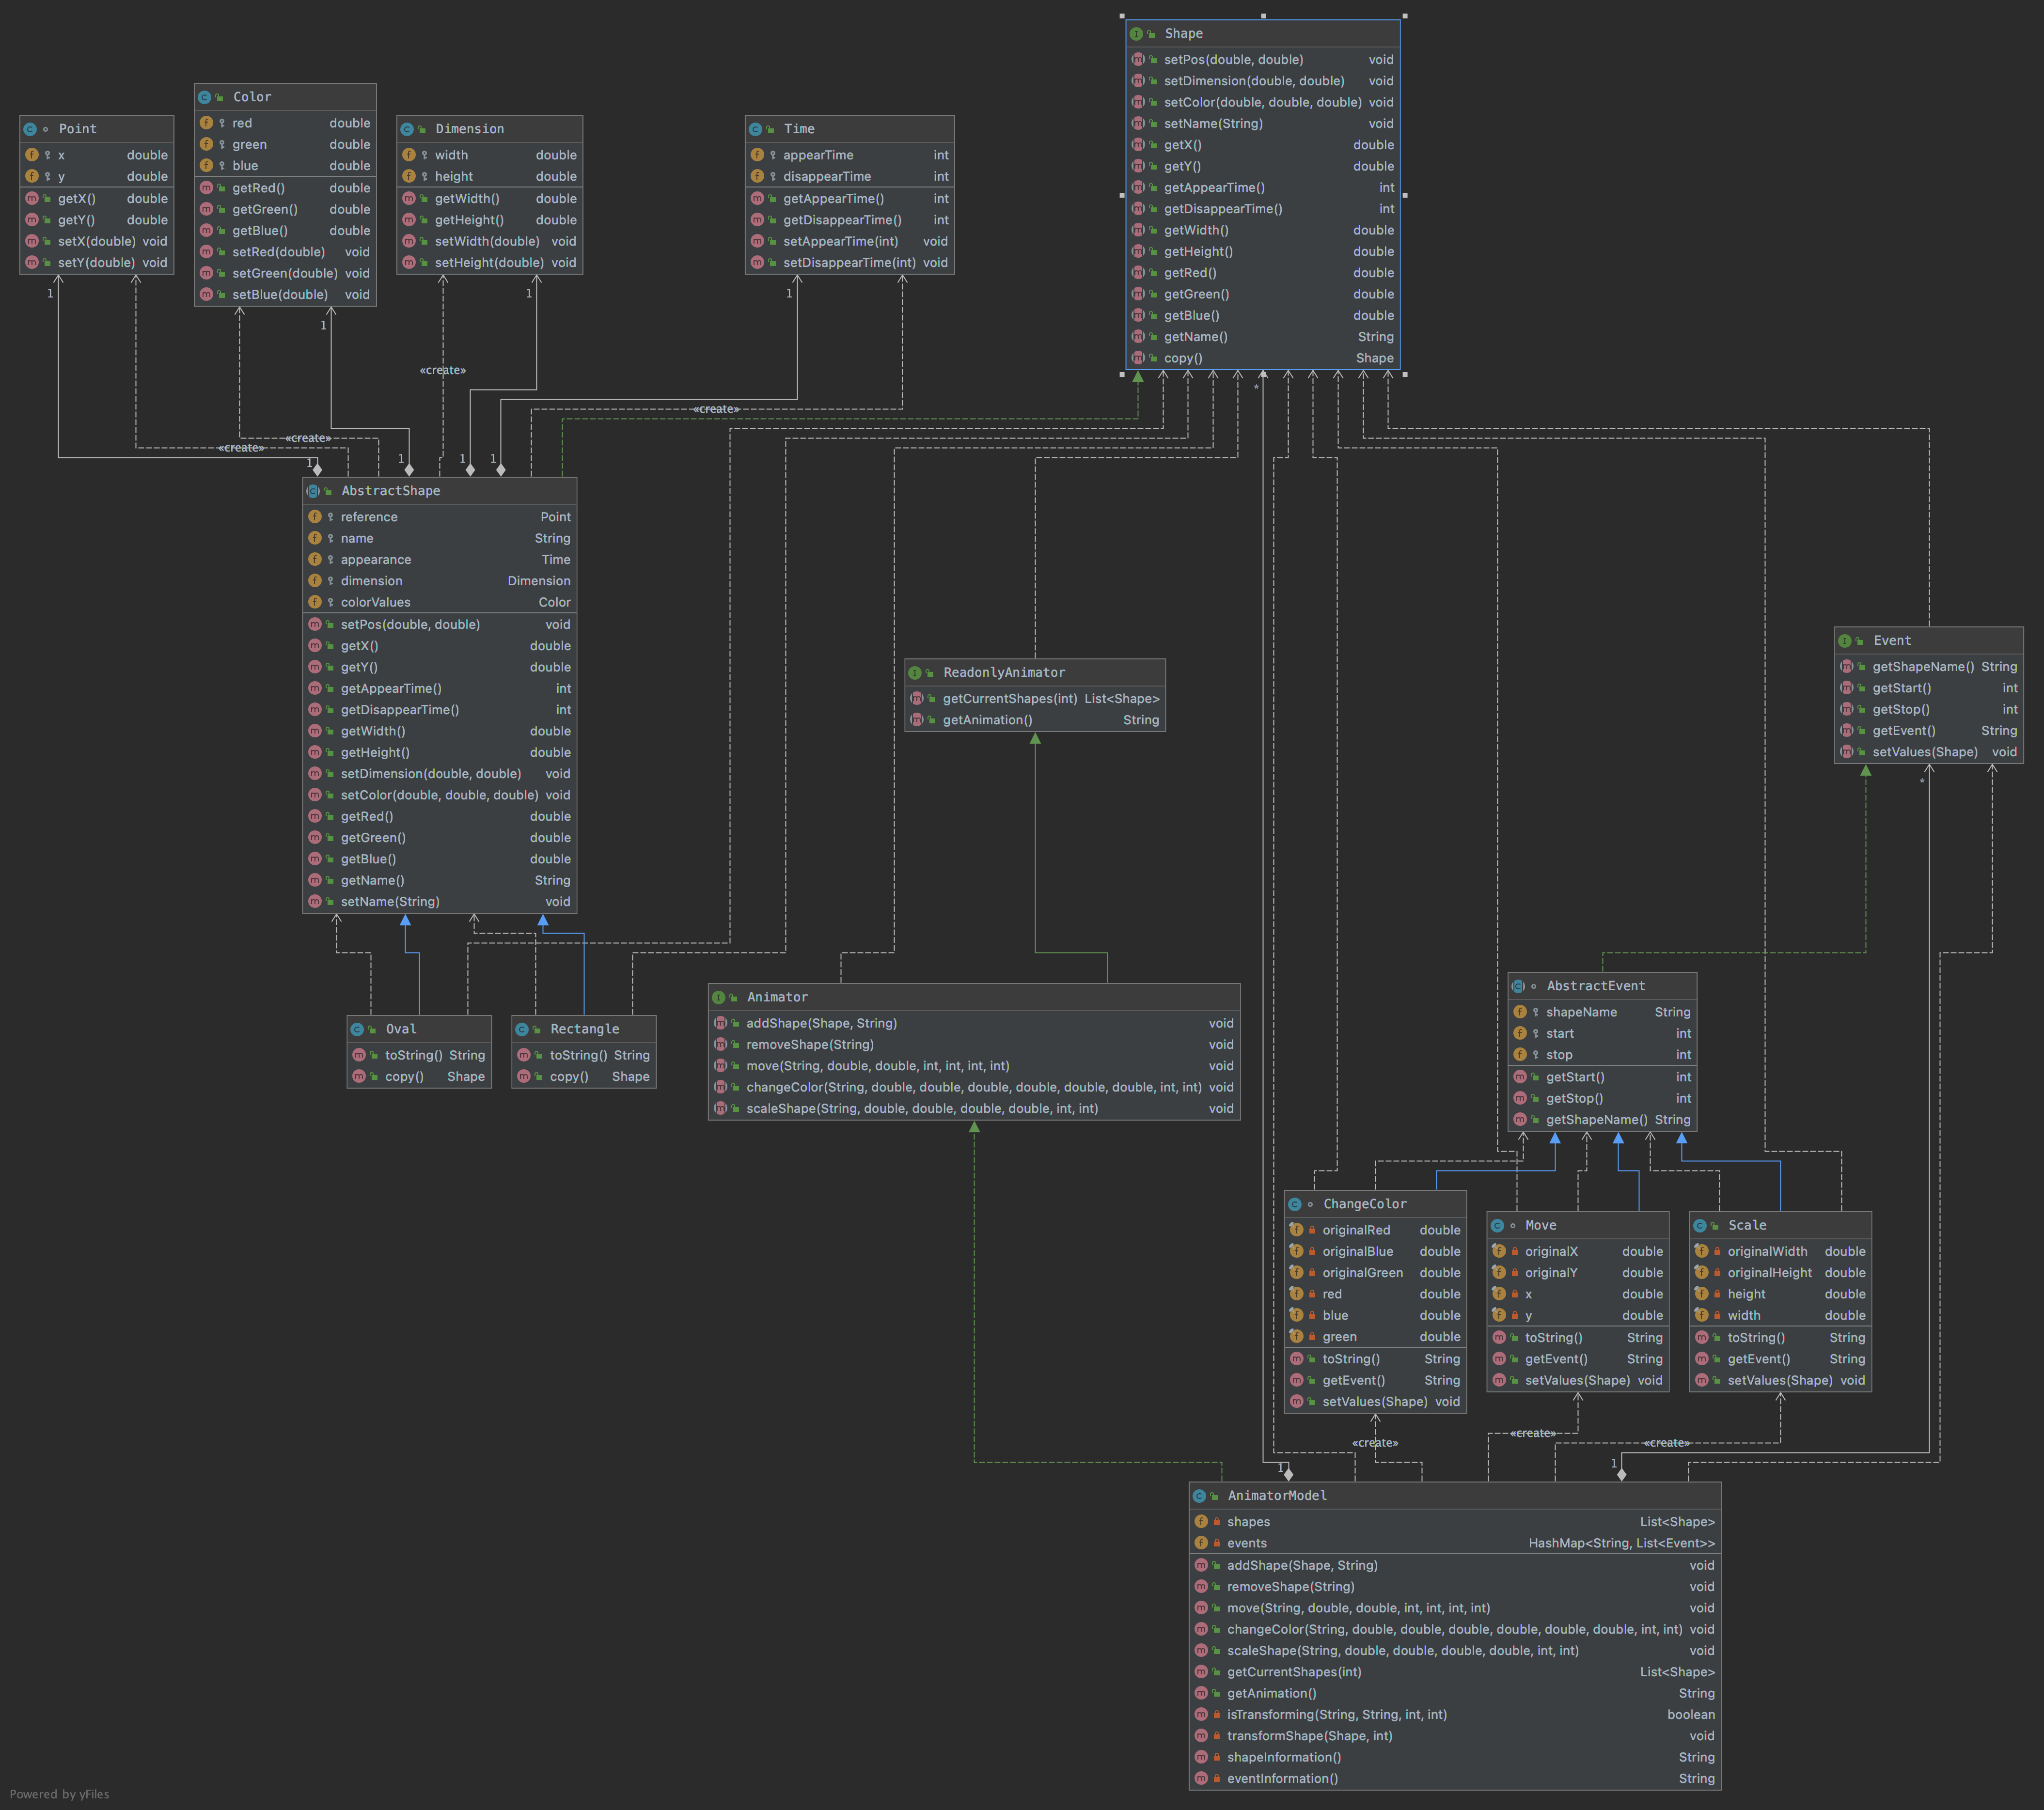 Shape
setPos(double, double) void
setDimension(double, double) void
setColor(double, double, double) void
setName(String) void
getX() double
getY() double
getAppearTime() int
getDisappearTime() int
getWidth() double
getHeight() double
getRed() double
getGreen() double
getBlue() double
getName() String
copy() Shape
*
Color
red double
green double
blue double
getRed() double
getGreen() double
getBlue() double
setRed(double) void
setGreen(double) void
setBlue(double) void
1
Point
x double
y double
getX() double
getY() double
setX(double) void
setY(double) void
1
Dimension
width double
height double
getWidth() double
getHeight() double
setWidth(double) void
setHeight(double) void
1
Time
appearTime int
disappearTime int
getAppearTime() int
getDisappearTime() int
setAppearTime(int) void
setDisappearTime(int) void
1
«create»
«create»
«create»
«create»
1
1
1
1
AbstractShape
reference Point
name String
appearance Time
dimension Dimension
colorValues Color
setPos(double, double) void
getX() double
getY() double
getAppearTime() int
getDisappearTime() int
getWidth() double
getHeight() double
setDimension(double, double) void
setColor(double, double, double) void
getRed() double
getGreen() double
getBlue() double
getName() String
setName(String) void
Event
getShapeName() String
getStart() int
getStop() int
getEvent() String
setValues(Shape) void
*
ReadonlyAnimator
getCurrentShapes(int) List<Shape>
getAnimation() String
Oval
toString() String
copy() Shape
Rectangle
toString() String
copy() Shape
Animator
addShape(Shape, String) void
removeShape(String) void
move(String, double, double, int, int, int, int) void
changeColor(String, double, double, double, double, double, double, int, int) void
scaleShape(String, double, double, double, double, int, int) void
AbstractEvent
shapeName String
start int
stop int
getStart() int
getStop() int
getShapeName() String
ChangeColor
originalRed double
originalBlue double
originalGreen double
red double
blue double
green double
toString() String
getEvent() String
setValues(Shape) void
Move
originalX double
originalY double
x double
y double
toString() String
getEvent() String
setValues(Shape) void
Scale
originalWidth double
originalHeight double
height double
width double
toString() String
getEvent() String
setValues(Shape) void
«create»
«create»
«create»
1
1
AnimatorModel
shapes List<Shape>
events HashMap<String, List<Event>>
addShape(Shape, String) void
removeShape(String) void
move(String, double, double, int, int, int, int) void
changeColor(String, double, double, double, double, double, double, int, int) void
scaleShape(String, double, double, double, double, int, int) void
getCurrentShapes(int) List<Shape>
getAnimation() String
isTransforming(String, String, int, int) boolean
transformShape(Shape, int) void
shapeInformation() String
eventInformation() String
Powered by yFiles